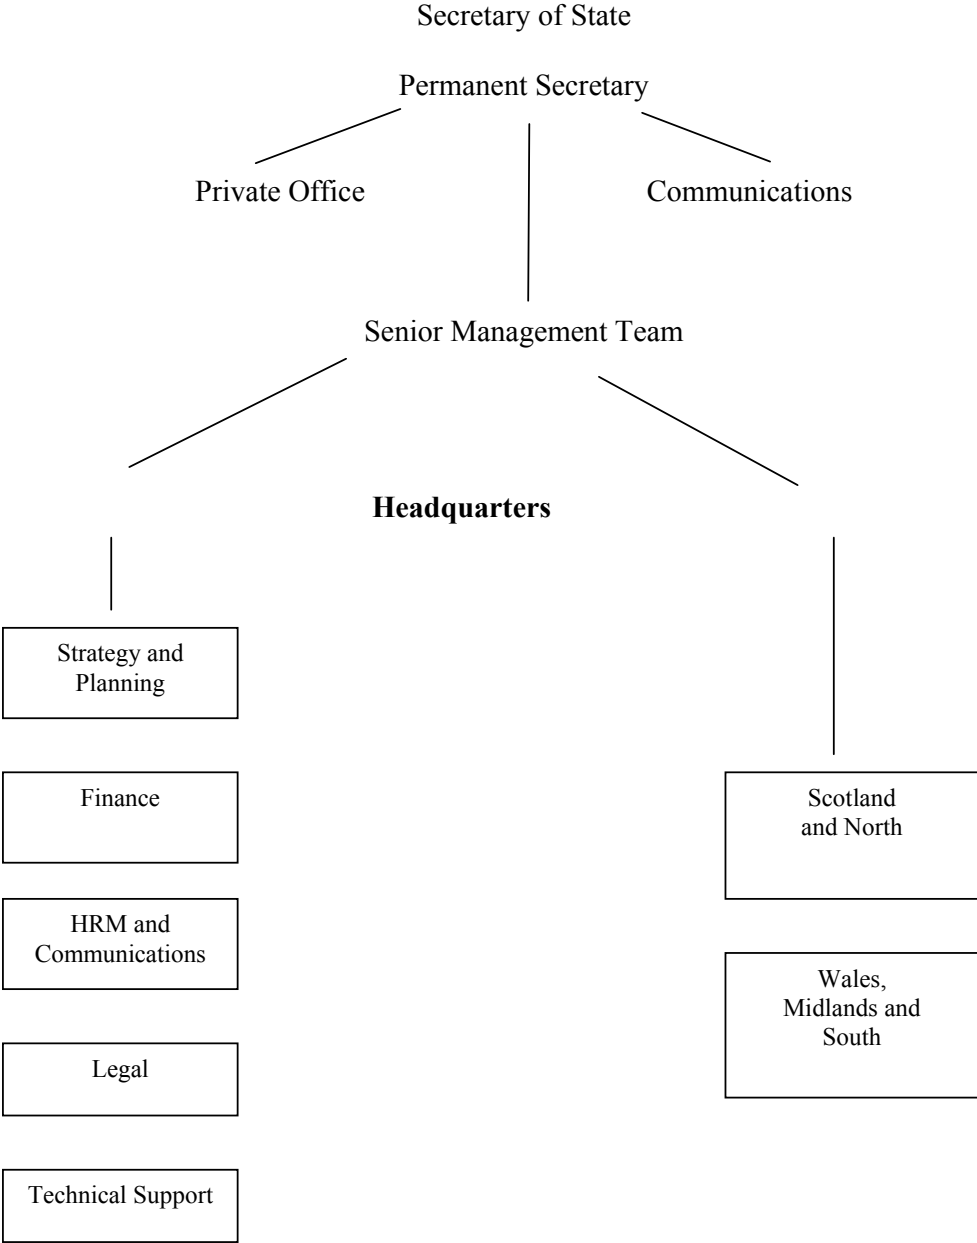 Secretary of State
Permanent Secretary
Private Office
Communications
Senior Management Team
Headquarters
Strategy and
Planning
Finance
HRM and
Communications
Legal
Technical Support
Scotland
and North
Wales,
Midlands and
South